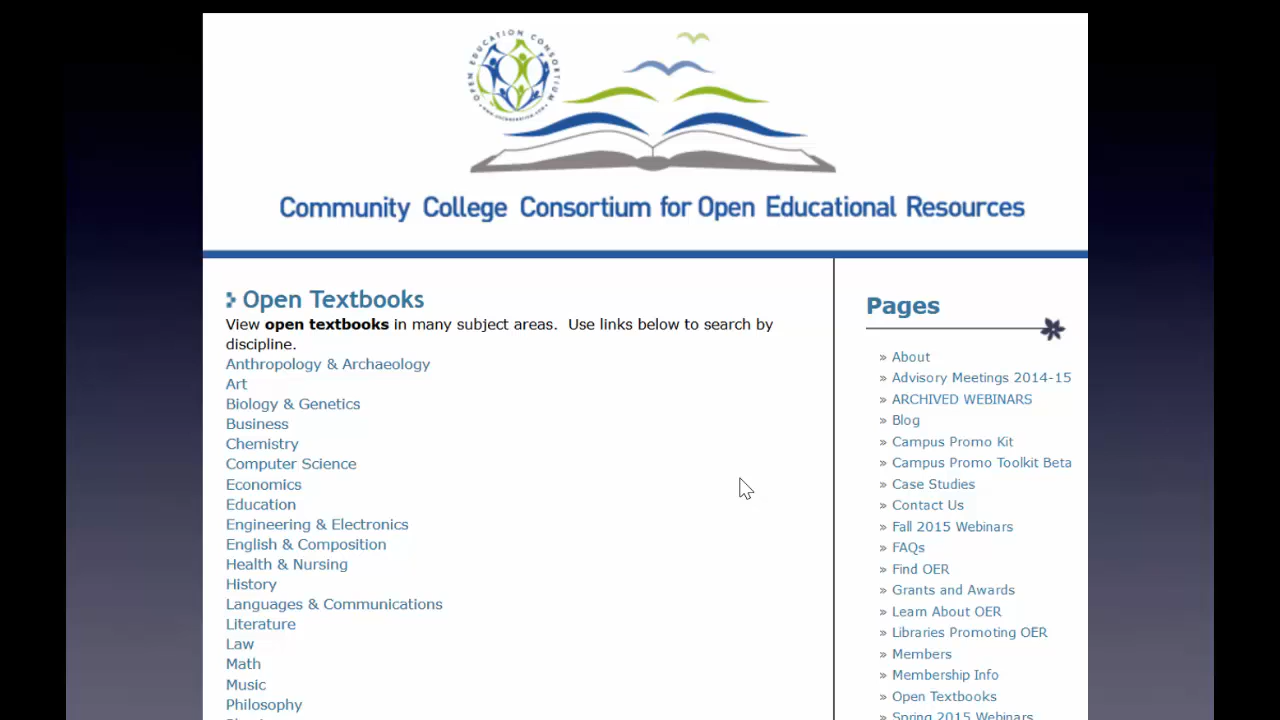 OPEN EDUCATION CONSORTIUM
Community College Consortium for Open Educational Resources
Open Textbooks
View open textbooks in many subject areas. Use links below to search by
discipline.
Anthropology & Archaeology
Art
Biology & Genetics
Business
Chemistry
Computer Science
Economics
Education
Engineering & Electronics
English & Composition
Health & Nursing
History
Languages & Communications
Literature
Law
Math
Music
Philosophy
Pages
» About
» Advisory Meetings 2014-15
» ARCHIVED WEBINARS
» Blog
» Campus Promo Kit
» Campus Promo Toolkit Beta
» Case Studies
» Contact Us
» Fall 2015 Webinars
» FAQs
» Find OER
» Grants and Awards
» Learn About OER
» Libraries Promoting OER
» Members
» Membership Info
» Open Textbooks
» Spring 2015 Webinars